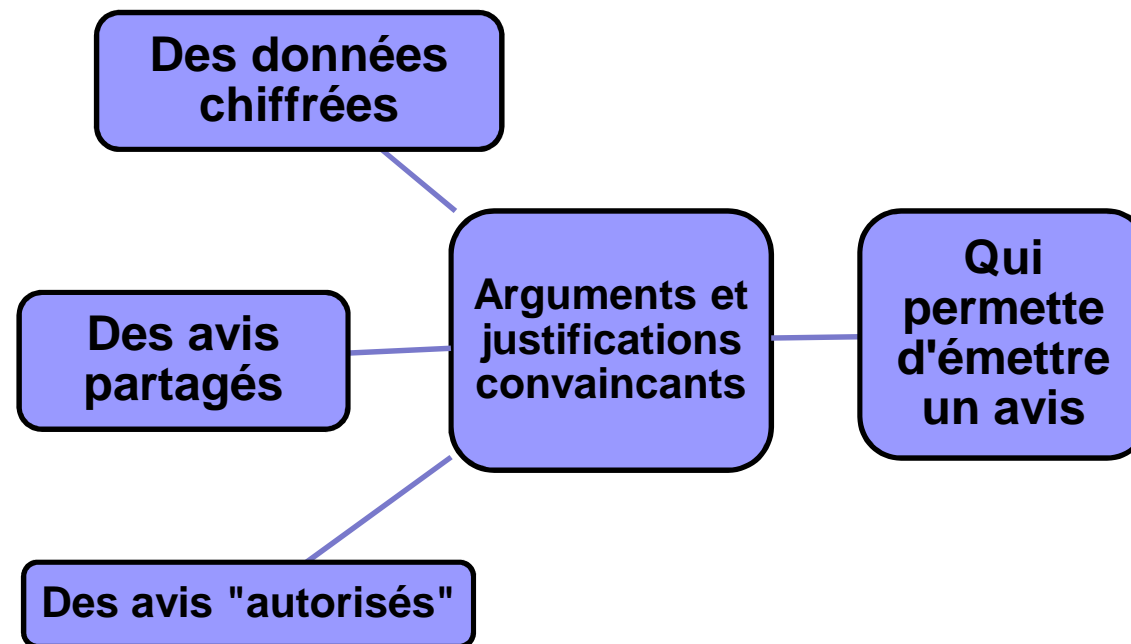 Des données
chiffrées
Des avis
partagés
Des avis "autorisés"
Arguments et
justifications
convaincants
Qui
permette
d'émettre
un avis